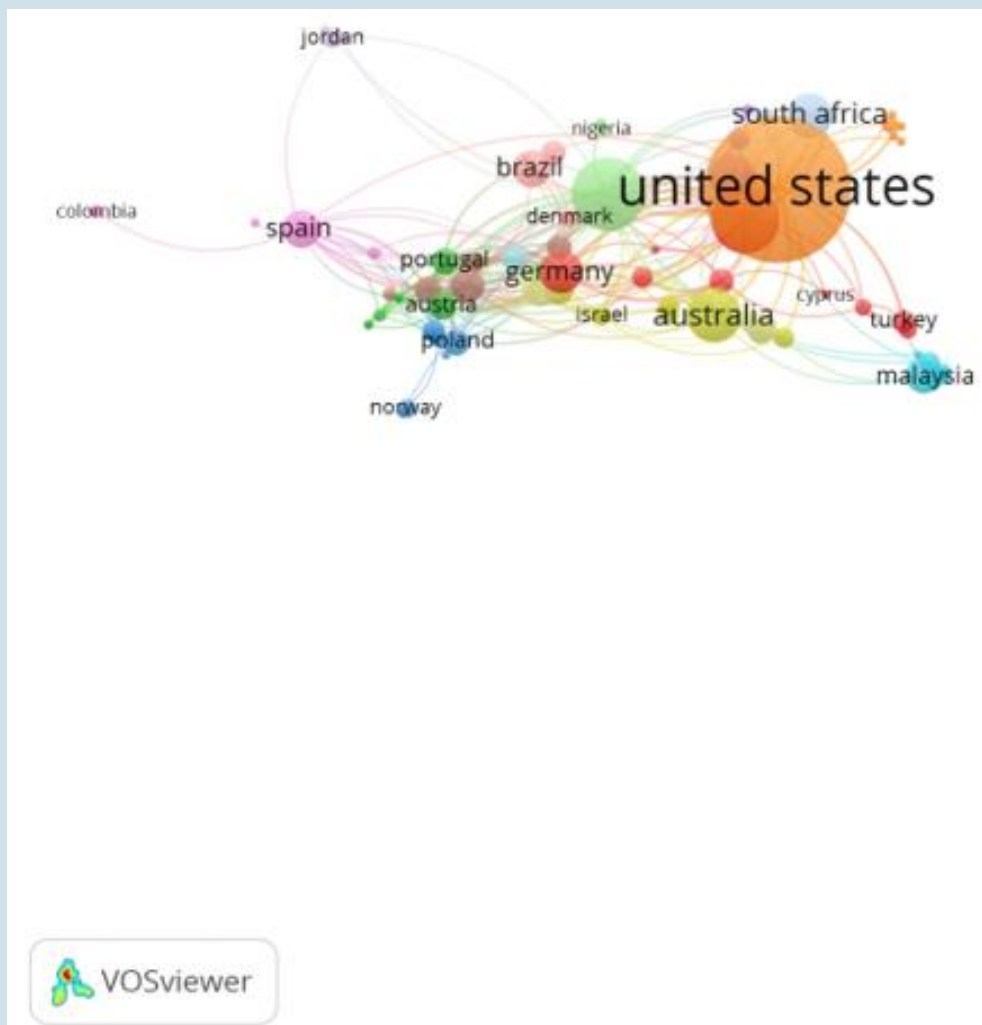 jordan
south africa
nigeria
brazil
united states
colombia
denmark
spain
portugal
germany
cyprus
austria
israel
australia
turkey
poland
malaysia
norway
VOSviewer